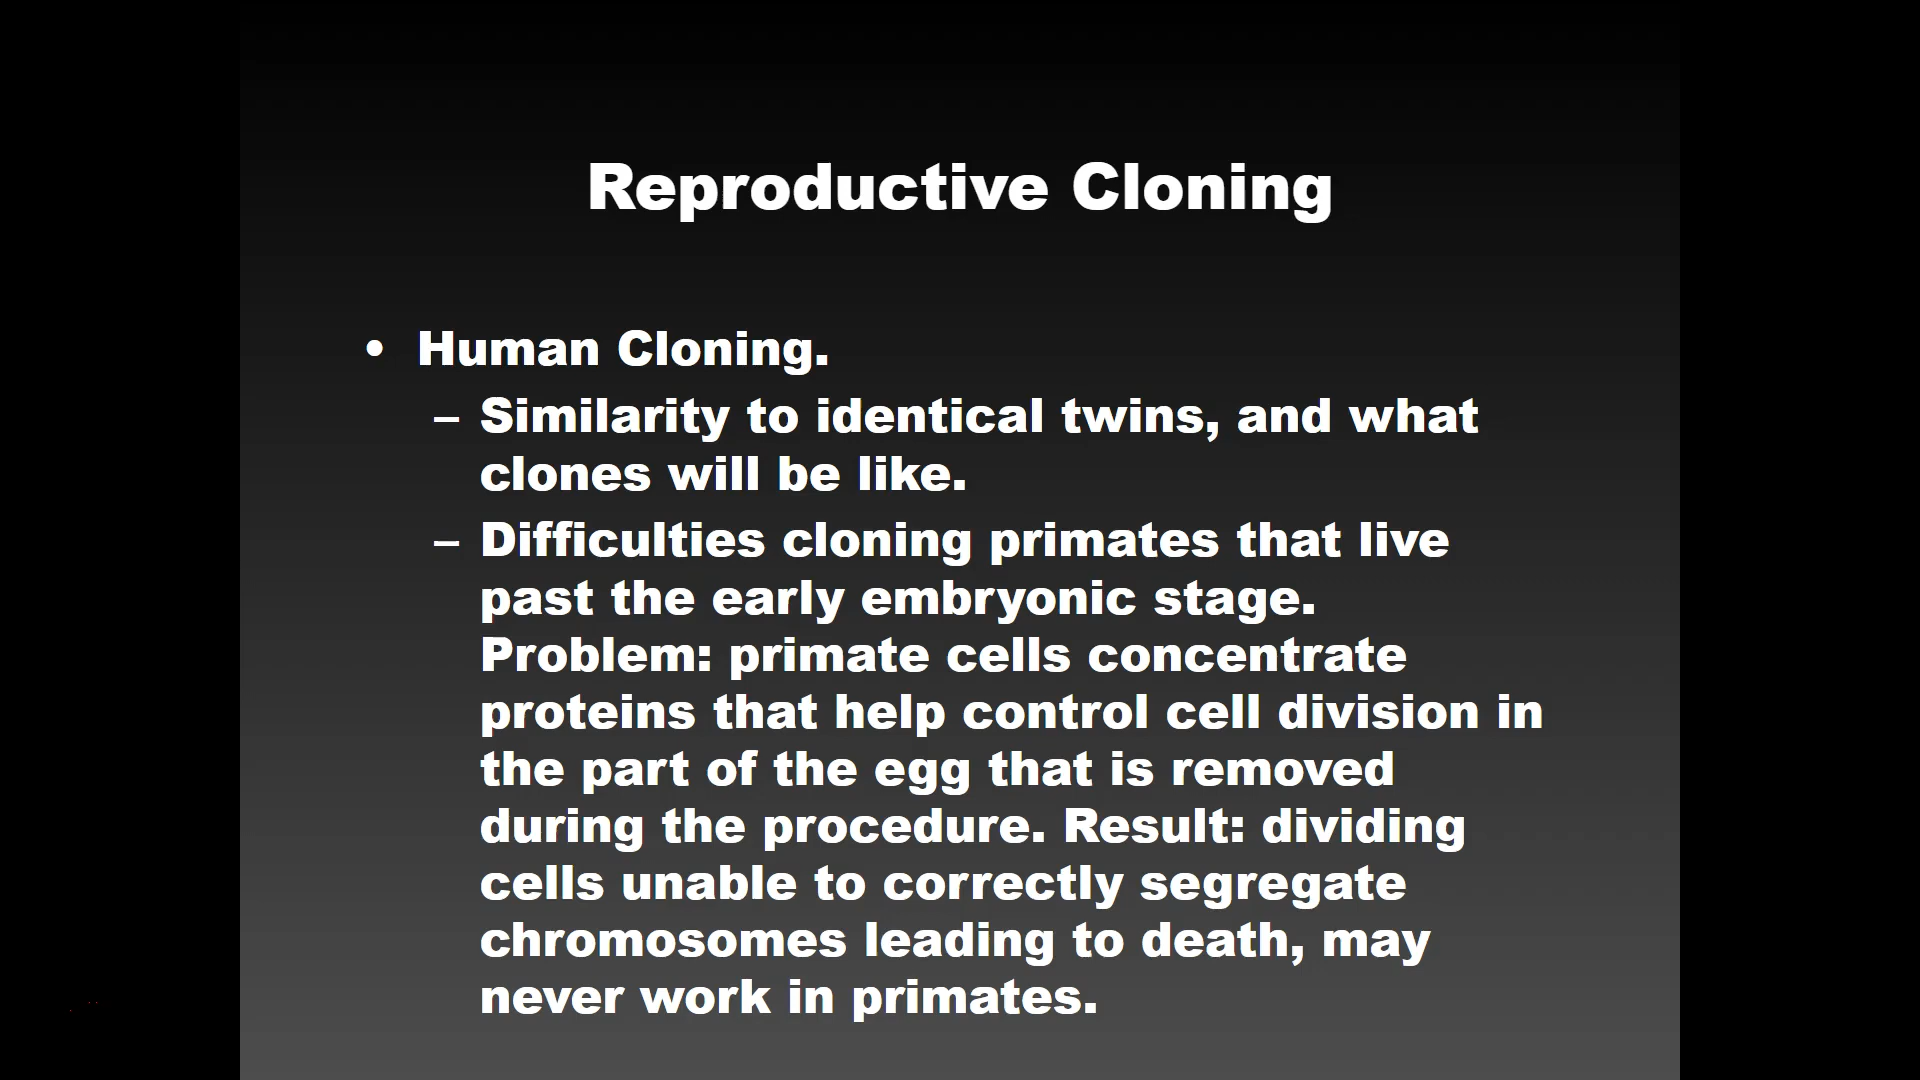 Reproductive Cloning
• Human Cloning.
– Similarity to identical twins, and what
clones will be like.
– Difficulties cloning primates that live
past the early embryonic stage.
Problem: primate cells concentrate
proteins that help control cell division in
the part of the egg that is removed
during the procedure. Result: dividing
cells unable to correctly segregate
chromosomes leading to death, may
never work in primates.